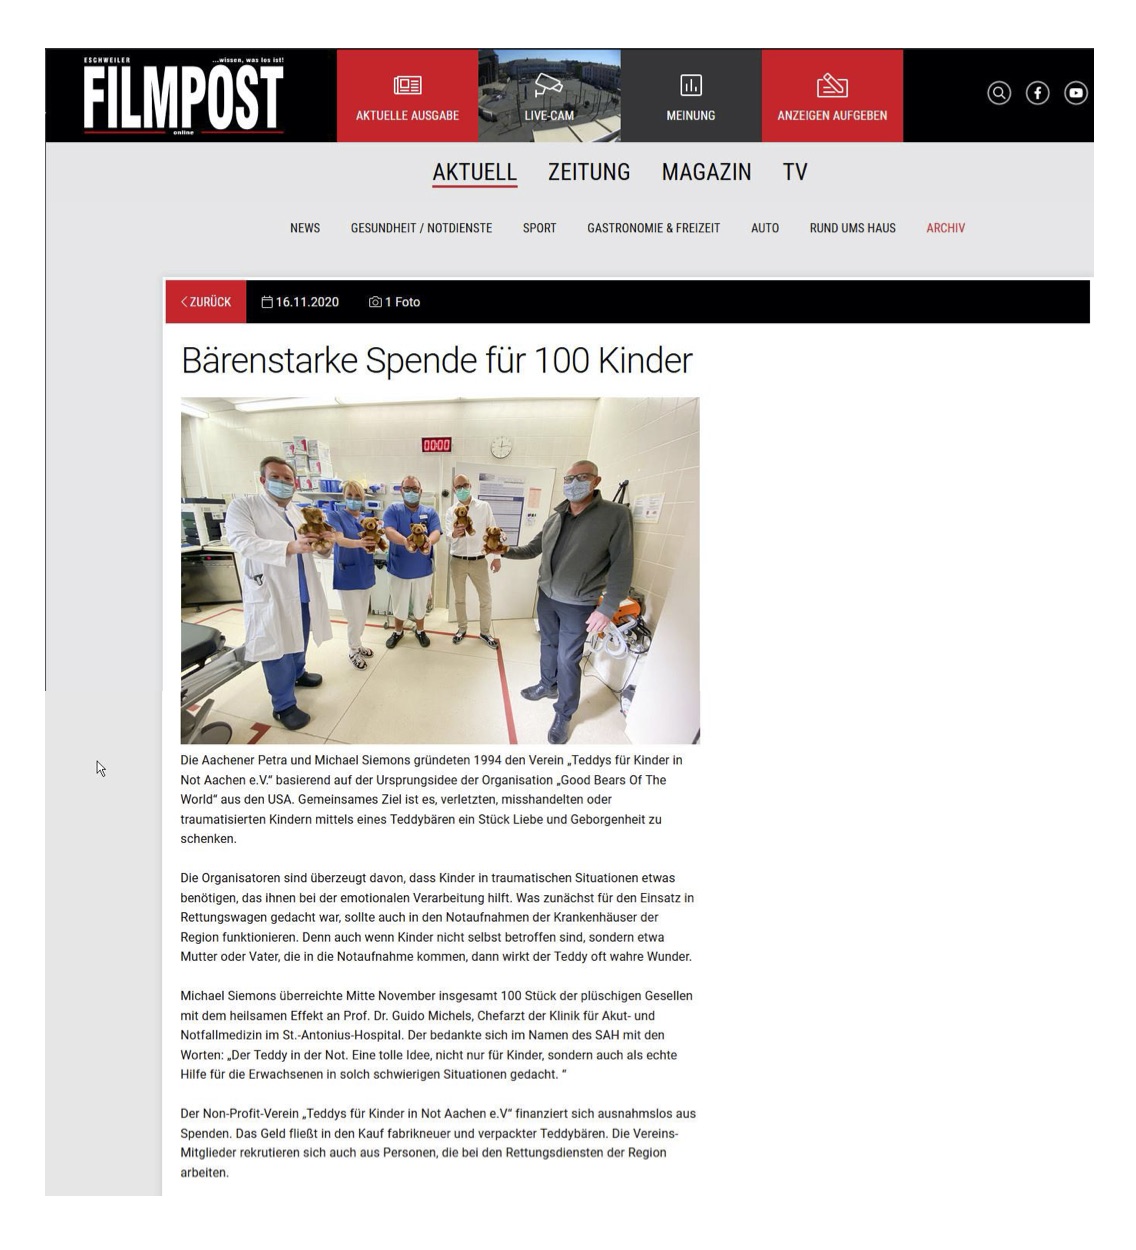 ESCHWEILER ...wissen, was los ist!
FILMPOST
online
AKTUELLE AUSGABE
LIVE-CAM
MEINUNG
ANZEIGEN AUFGEBEN
AKTUELL ZEITUNG MAGAZIN TV
NEWS GESUNDHEIT / NOTDIENSTE SPORT GASTRONOMIE & FREIZEIT AUTO RUND UMS HAUS ARCHIV
ZURÜCK 16.11.2020 1 Foto
Bärenstarke Spende für 100 Kinder
00:00
Die Aachener Petra und Michael Siemons gründeten 1994 den Verein „Teddys für Kinder in
Not Aachen e.V.“ basierend auf der Ursprungsidee der Organisation „Good Bears Of The
World“ aus den USA. Gemeinsames Ziel ist es, verletzten, misshandelten oder
traumatisierten Kindern mittels eines Teddybären ein Stück Liebe und Geborgenheit zu
schenken.
Die Organisatoren sind überzeugt davon, dass Kinder in traumatischen Situationen etwas
benötigen, das ihnen bei der emotionalen Verarbeitung hilft. Was zunächst für den Einsatz in
Rettungswagen gedacht war, sollte auch in den Notaufnahmen der Krankenhäuser der
Region funktionieren. Denn auch wenn Kinder nicht selbst betroffen sind, sondern etwa
Mutter oder Vater, die in die Notaufnahme kommen, dann wirkt der Teddy oft wahre Wunder.
Michael Siemons überreichte Mitte November insgesamt 100 Stück der plüschigen Gesellen
mit dem heilsamen Effekt an Prof. Dr. Guido Michels, Chefarzt der Klinik für Akut- und
Notfallmedizin im St.-Antonius-Hospital. Der bedankte sich im Namen des SAH mit den
Worten: „Der Teddy in der Not. Eine tolle Idee, nicht nur für Kinder, sondern auch als echte
Hilfe für die Erwachsenen in solch schwierigen Situationen gedacht. “
Der Non-Profit-Verein „Teddys für Kinder in Not Aachen e.V“ finanziert sich ausnahmslos aus
Spenden. Das Geld fließt in den Kauf fabrikneuer und verpackter Teddybären. Die Vereins-
Mitglieder rekrutieren sich auch aus Personen, die bei den Rettungsdiensten der Region
arbeiten.